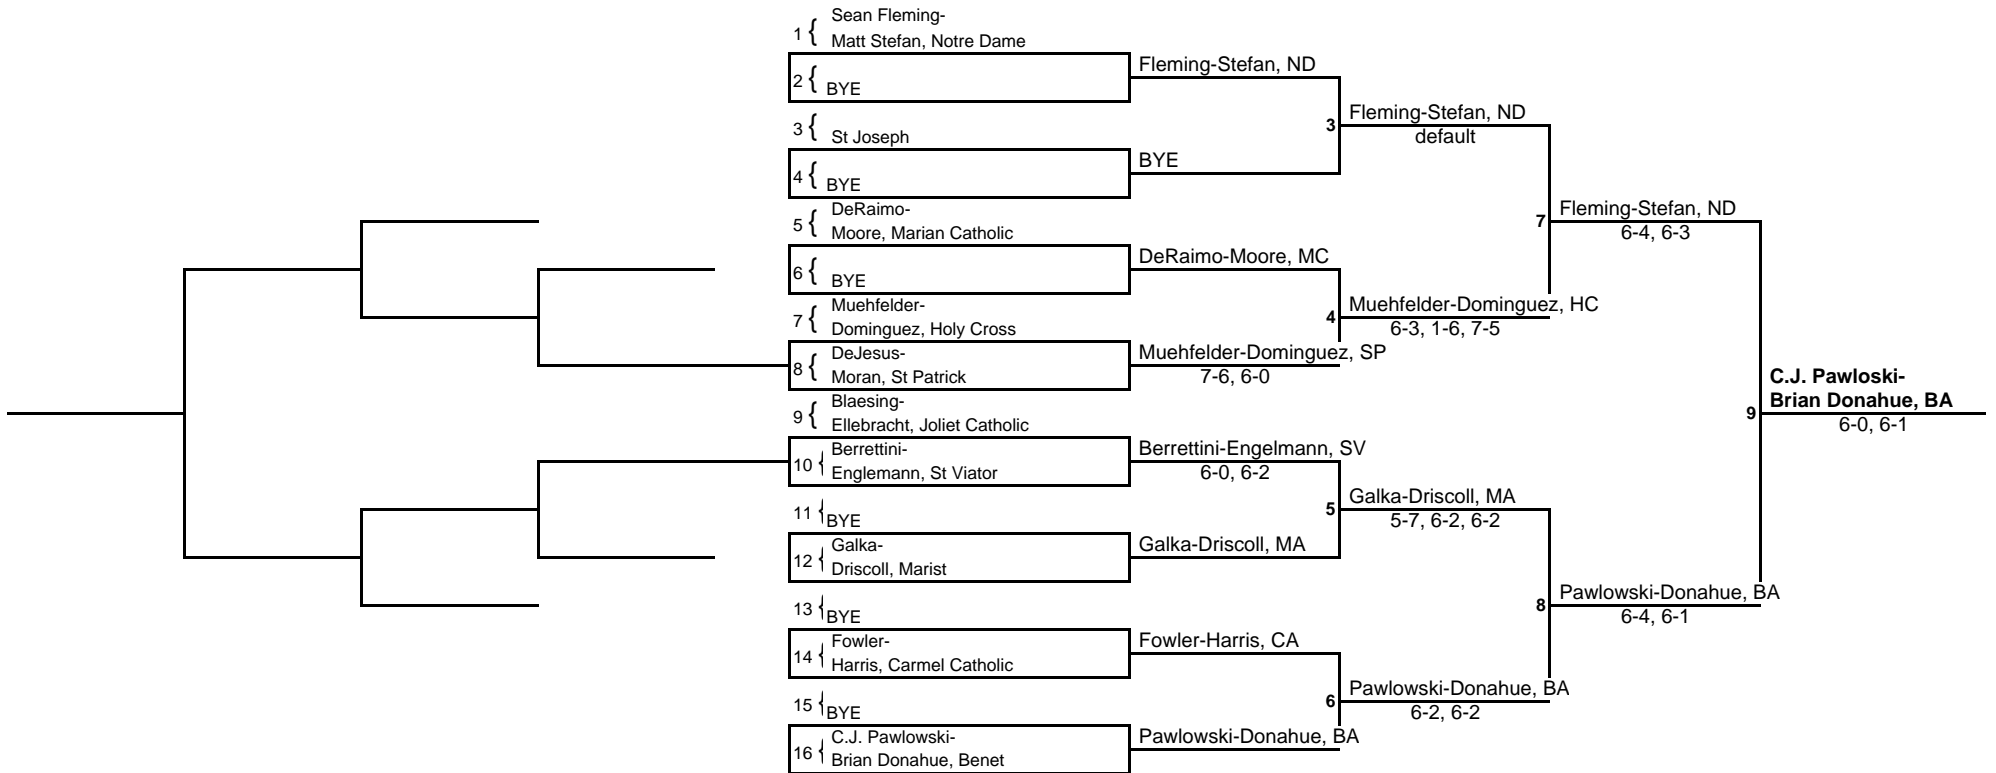 Sean Fleming-
1 {
Matt Stefan, Notre Dame
Fleming-Stefan, ND
2 {
BYE
Fleming-Stefan, ND
3 {
St Joseph
3
default
BYE
4 {
BYE
DeRaimo-
5 {
Moore, Marian Catholic
Fleming-Stefan, ND
7
6-4, 6-3
DeRaimo-Moore, MC
6 {
BYE
Muehfelder-
7 {
Dominguez, Holy Cross
Muehfelder-Dominguez, HC
4
6-3, 1-6, 7-5
DeJesus-
8 {
Moran, St Patrick
Muehfelder-Dominguez, SP
7-6, 6-0
C.J. Pawloski-
Brian Donahue, BA
9
6-0, 6-1
Blaesing-
9 {
Ellebracht, Joliet Catholic
Berrettini-
10 {
Englemann, St Viator
Berrettini-Engelmann, SV
6-0, 6-2
Galka-Driscoll, MA
5
5-7, 6-2, 6-2
11 {
BYE
Galka-
12 {
Driscoll, Marist
Galka-Driscoll, MA
13 {
BYE
Pawlowski-Donahue, BA
8
6-4, 6-1
Fowler-
14 {
Harris, Carmel Catholic
Fowler-Harris, CA
Pawlowski-Donahue, BA
6
6-2, 6-2
15 {
BYE
C.J. Pawlowski-
16 {
Brian Donahue, Benet
Pawlowski-Donahue, BA